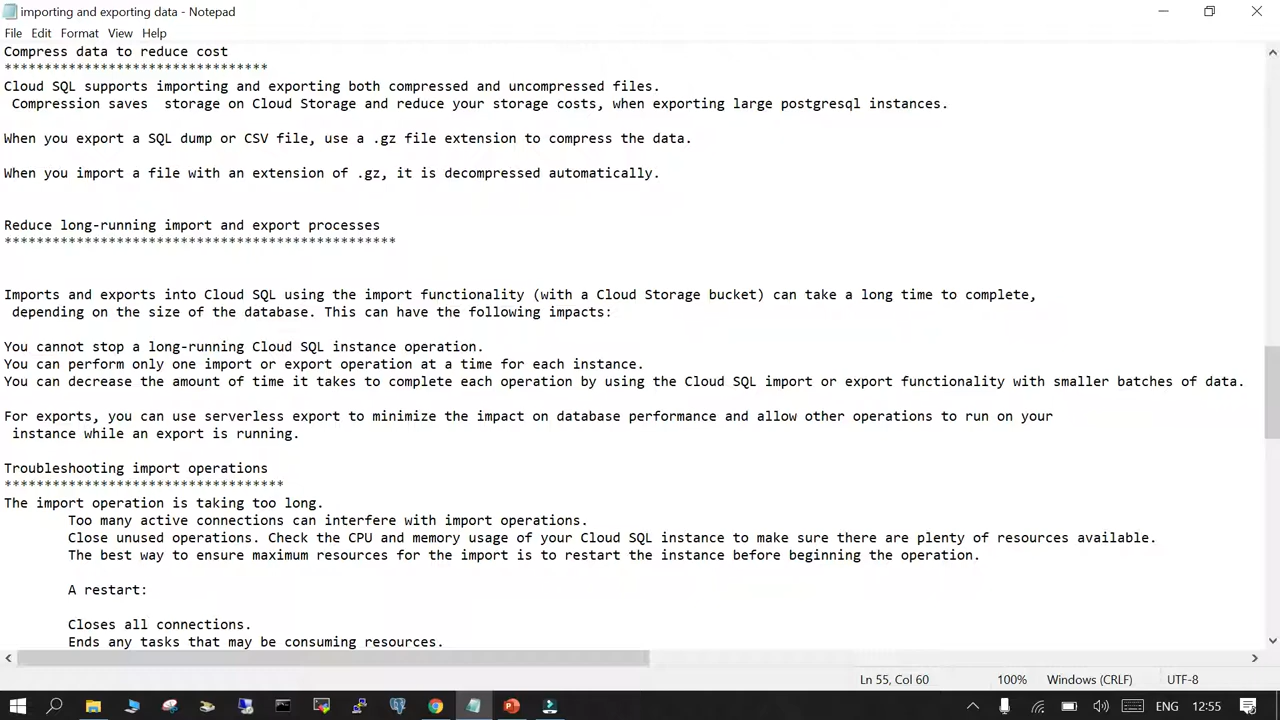 importing and exporting data - Notepad
File Edit Format View Help
Compress data to reduce cost
*********************************
Cloud SQL supports importing and exporting both compressed and uncompressed files.
Compression saves  storage on Cloud Storage and reduce your storage costs, when exporting large postgresql instances.
When you export a SQL dump or CSV file, use a .gz file extension to compress the data.
When you import a file with an extension of .gz, it is decompressed automatically.
Reduce long-running import and export processes
*************************************************
Imports and exports into Cloud SQL using the import functionality (with a Cloud Storage bucket) can take a long time to complete,
depending on the size of the database. This can have the following impacts:
You cannot stop a long-running Cloud SQL instance operation.
You can perform only one import or export operation at a time for each instance.
You can decrease the amount of time it takes to complete each operation by using the Cloud SQL import or export functionality with smaller batches of data.
For exports, you can use serverless export to minimize the impact on database performance and allow other operations to run on your
instance while an export is running.
Troubleshooting import operations
***********************************
The import operation is taking too long.
Too many active connections can interfere with import operations.
Close unused operations. Check the CPU and memory usage of your Cloud SQL instance to make sure there are plenty of resources available.
The best way to ensure maximum resources for the import is to restart the instance before beginning the operation.
A restart:
Closes all connections.
Ends any tasks that may be consuming resources.
Ln 55, Col 60 100% Windows (CRLF) UTF-8
ENG 12:55